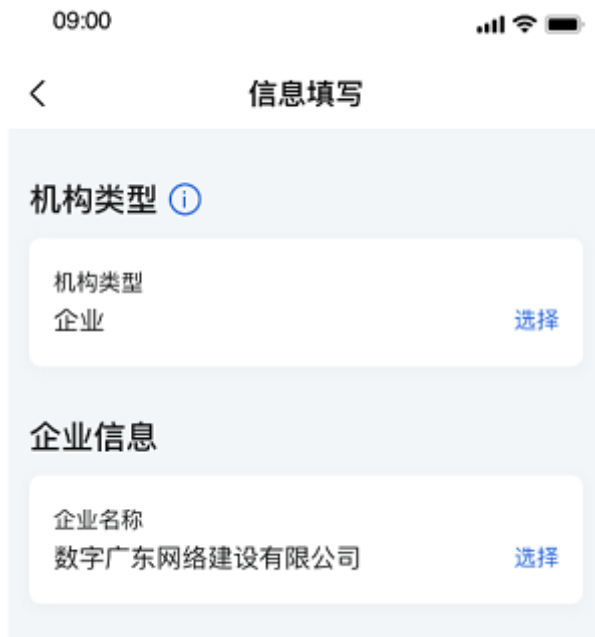 09:00
信息填写
机构类型
机构类型
企业
选择
企业信息
企业名称
数字广东网络建设有限公司
选择